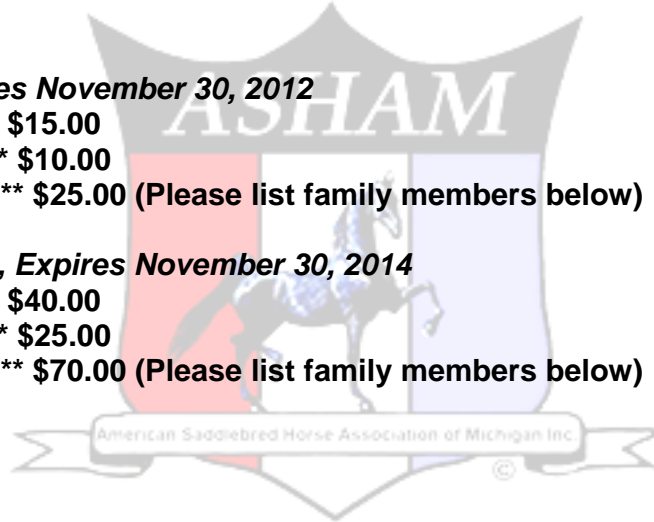 ASHAM
es November 30, 2012
$15.00
* $10.00
** $25.00 (Please list family members below)
, Expires November 30, 2014
$40.00
* $25.00
** $70.00 (Please list family members below)
American Saddlebred Horse Association of Michigan Inc.
©